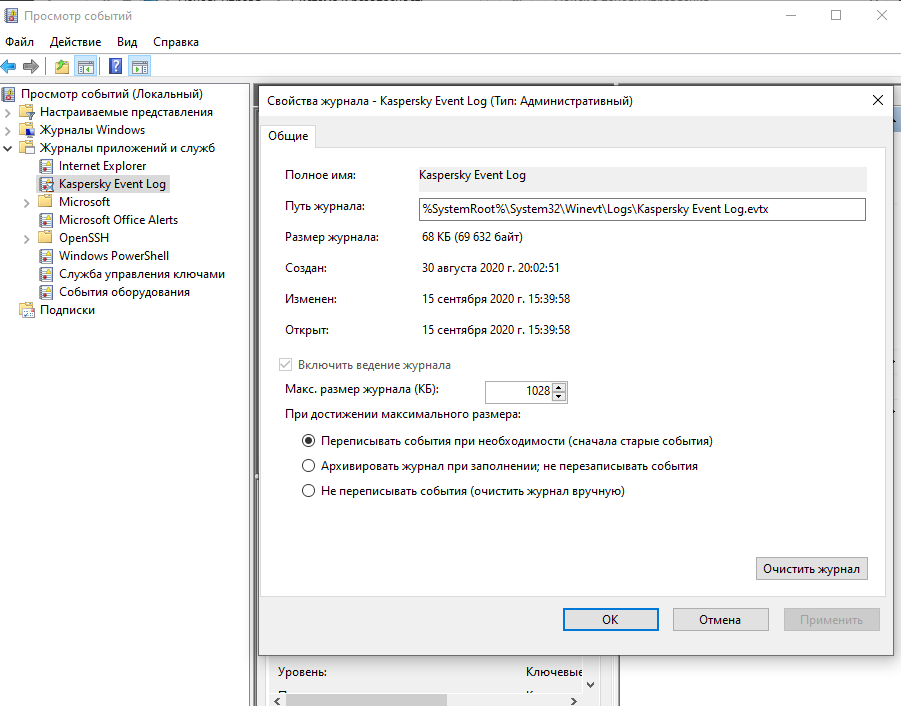 Просмотр событий
Файл Действие Вид Справка
Просмотр событий (Локальный)
Настраиваемые представления
Журналы Windows
Журналы приложений и служб
Internet Explorer
Kaspersky Event Log
Microsoft
Microsoft Office Alerts
OpenSSH
Windows PowerShell
Служба управления ключами
События оборудования
Подписки
Свойства журнала - Kaspersky Event Log (Тип: Административный)
Общие
Полное имя: Kaspersky Event Log
Путь журнала: %SystemRoot%\System32\Winevt\Logs\Kaspersky Event Log.evtx
Размер журнала: 68 КБ (69 632 байт)
Создан: 30 августа 2020 г. 20:02:51
Изменен: 15 сентября 2020 г. 15:39:58
Открыт: 15 сентября 2020 г. 15:39:58
Включить ведение журнала
Макс. размер журнала (КБ): 1028
При достижении максимального размера:
Переписывать события при необходимости (сначала старые события)
Архивировать журнал при заполнении; не перезаписывать события
Не переписывать события (очистить журнал вручную)
Очистить журнал
ОК Отмена Применить
Уровень: Ключевые